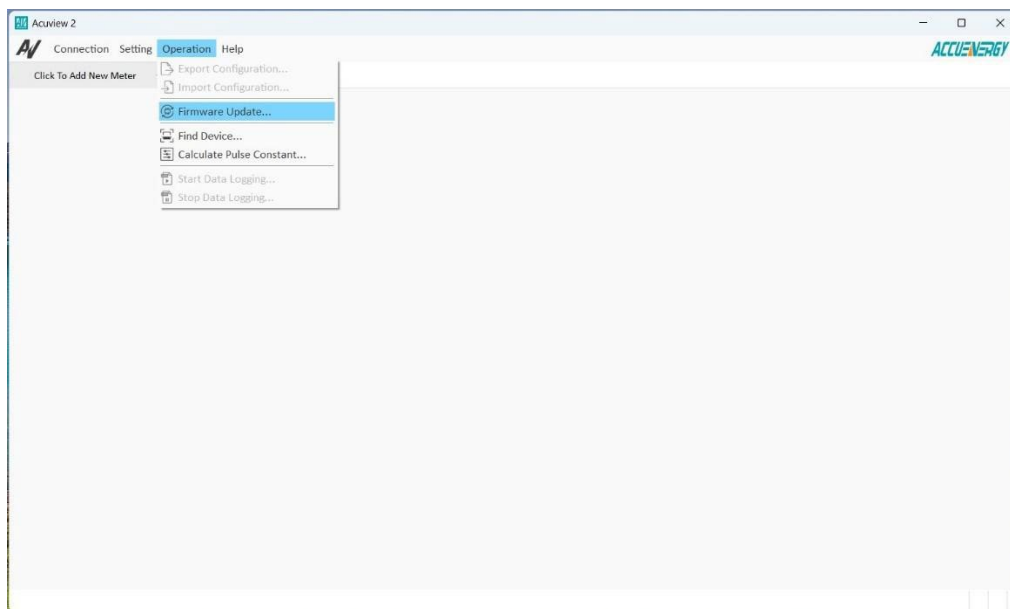 Acuview 2
Connection Setting Operation Help
ACCUENERGY
Click To Add New Meter
Export Configuration...
Import Configuration...
Firmware Update...
Find Device...
Calculate Pulse Constant...
Start Data Logging...
Stop Data Logging...